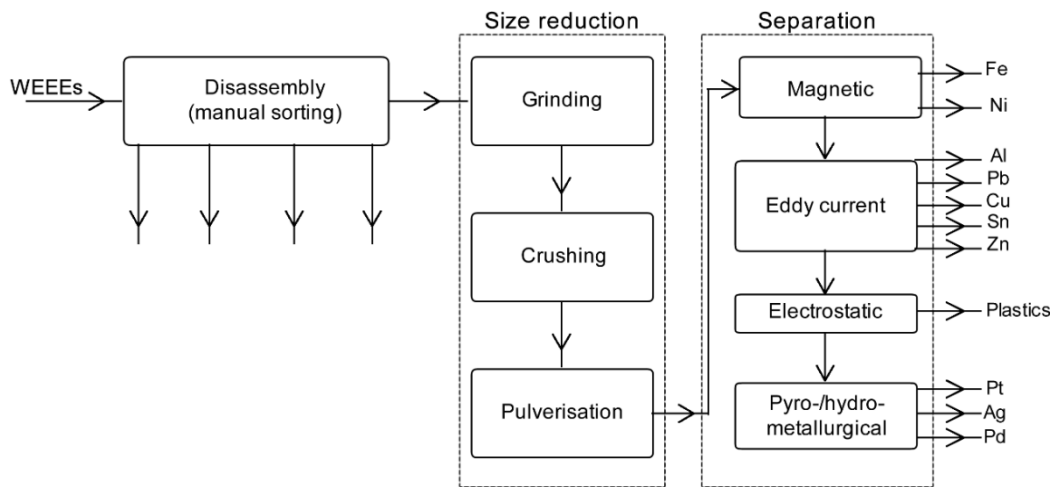 Size reduction
Separation
WEEEs
Disassembly
(manual sorting)
Grinding
Crushing
Pulverisation
Magnetic
Fe
Ni
Eddy current
Al
Pb
Cu
Sn
Zn
Electrostatic
Plastics
Pyro-/hydro-
metallurgical
Pt
Ag
Pd